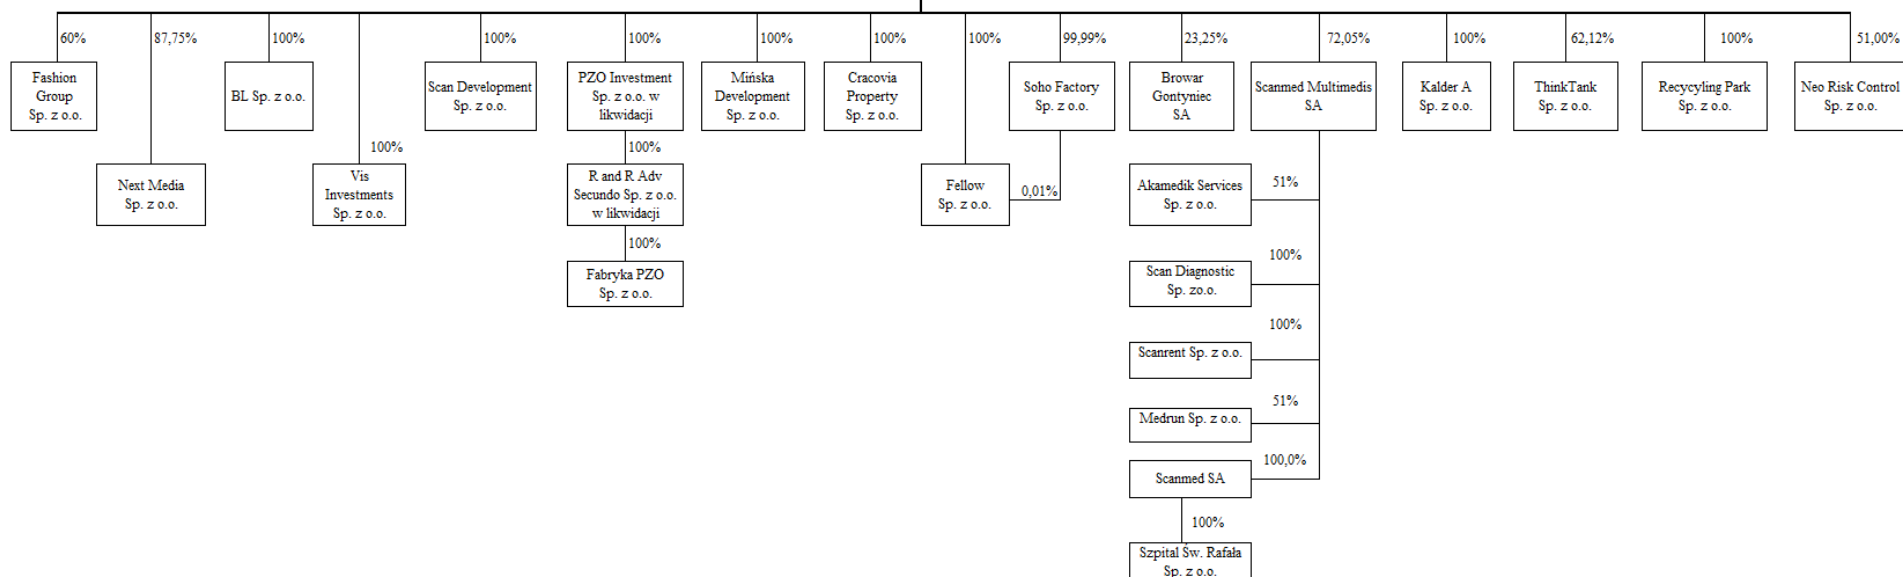 60%
87,75%
100%
100%
100%
100%
100%
100%
99,99%
23,25%
72,05%
100%
62,12%
100%
51,00%
Fashion
Group
Sp. z o.o.
BL Sp. z o.o.
Scan Development
Sp. z o.o.
PZO Investment
Sp. z o.o. w
likwidacji
Mińska
Development
Sp. z o.o.
Cracovia
Property
Sp. z o.o.
Soho Factory
Sp. z o.o.
Browar
Gontyniec
SA
Scanmed Multimedis
SA
Kalder A
Sp. z o.o.
ThinkTank
Sp. z o.o.
Recycyling Park
Sp. z o.o.
Neo Risk Control
Sp. z o.o.
100%
100%
Next Media
Sp. z o.o.
Vis
Investments
Sp. z o.o.
R and R Adv
Secundo Sp. z o.o.
w likwidacji
Fellow
Sp. z o.o.
0,01%
Akamedik Services
Sp. z o.o.
51%
100%
Fabryka PZO
Sp. z o.o.
100%
Scan Diagnostic
Sp. zo.o.
100%
Scanrent Sp. z o.o.
51%
Medrun Sp. z o.o.
100,0%
Scanmed SA
100%
Szpital Św. Rafała
Sp. z o.o.